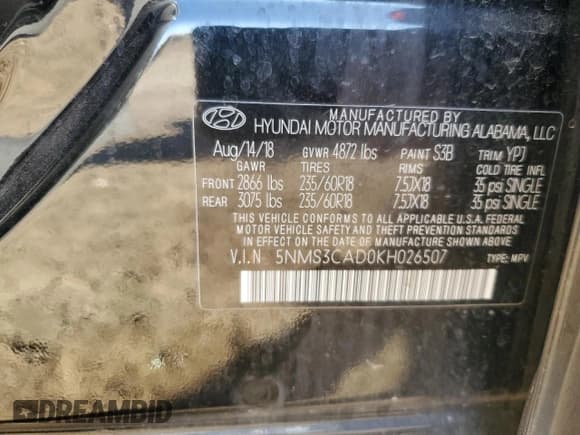 MANUFACTURED BY
HYUNDAI MOTOR MANUFACTURING ALABAMA, LLC
Aug/14/18 GVWR 4872 lbs PAINT S3B TRIM YPJ
GAWR TIRES RIMS COLD TIRE INFL
FRONT 2866 lbs 235/60R18 7.5JX18 35 psi SINGLE
REAR 3075 lbs 235/60R18 7.5JX18 35 psi SINGLE
THIS VEHICLE CONFORMS TO ALL APPLICABLE U.S.A. FEDERAL
MOTOR VEHICLE SAFETY AND THEFT PREVENTION STANDARDS
IN EFFECT ON THE DATE OF MANUFACTURE SHOWN ABOVE.
V.I.N 5NMS3CAD0KH026507 TYPE: MPV
DREAMBID